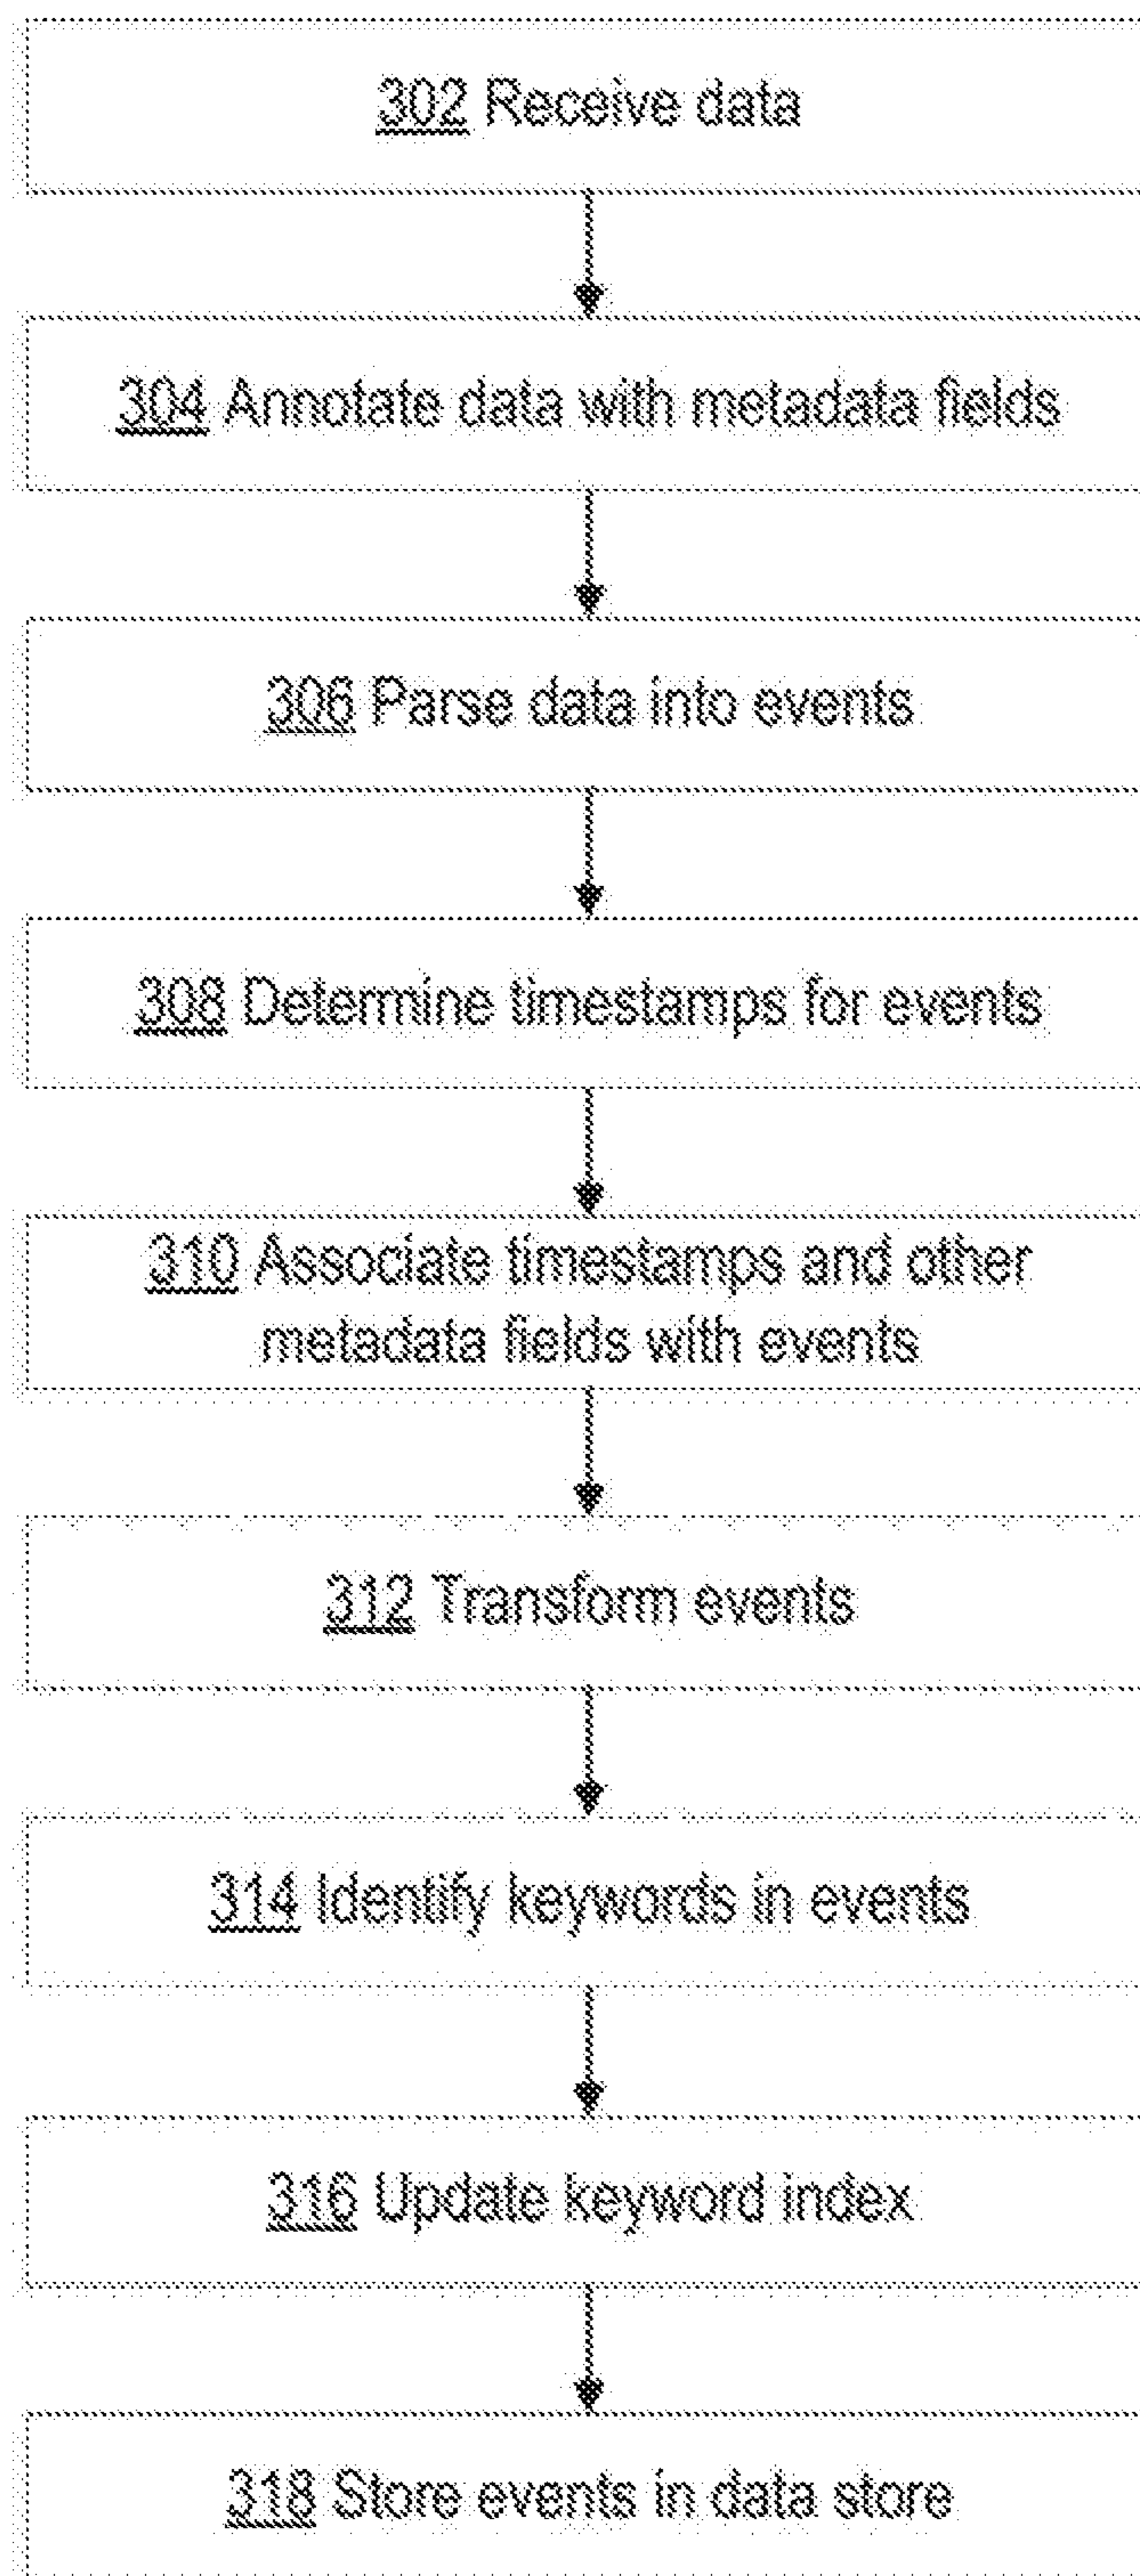 302 Receive data
304 Annotate data with metadata fields
306 Parse data into events
308 Determine timestamps for events
310 Associate timestamps and other
metadata fields with events
312 Transform events
314 Identify keywords in events
316 Update keyword index
318 Store events in data store